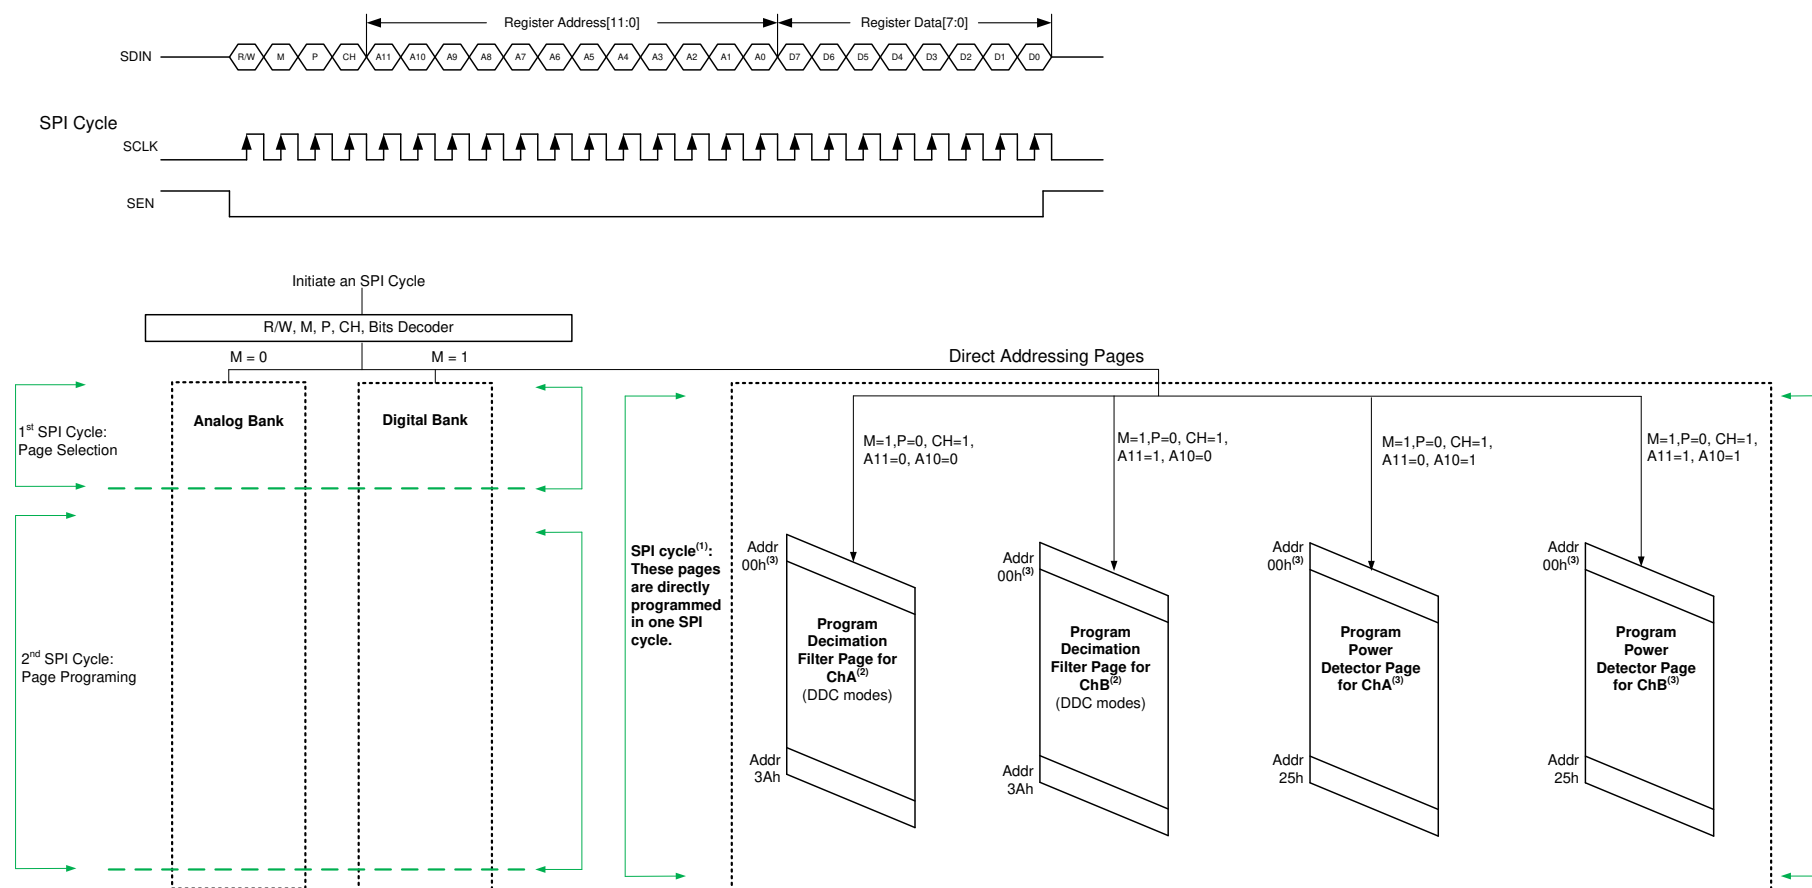 Register Address[11:0]
Register Data[7:0]
SDIN
R/W M P CH A11 A10 A9 A8 A7 A6 A5 A4 A3 A2 A1 A0 D7 D6 D5 D4 D3 D2 D1 D0
SPI Cycle
SCLK
SEN
Initiate an SPI Cycle
R/W, M, P, CH, Bits Decoder
M = 0
M = 1
Direct Addressing Pages
Analog Bank
Digital Bank
1st SPI Cycle:
Page Selection
2nd SPI Cycle:
Page Programing
SPI cycle(1):
These pages
are directly
programmed
in one SPI
cycle.
M=1,P=0, CH=1,
A11=0, A10=0
M=1,P=0, CH=1,
A11=1, A10=0
M=1,P=0, CH=1,
A11=0, A10=1
M=1,P=0, CH=1,
A11=1, A10=1
Addr
00h(3)
Program
Decimation
Filter Page for
ChA(2)
(DDC modes)
Addr
3Ah
Addr
00h(3)
Program
Decimation
Filter Page for
ChB(2)
(DDC modes)
Addr
3Ah
Addr
00h(3)
Program
Power
Detector Page
for ChA(3)
Addr
25h
Addr
00h(3)
Program
Power
Detector Page
for ChB(3)
Addr
25h